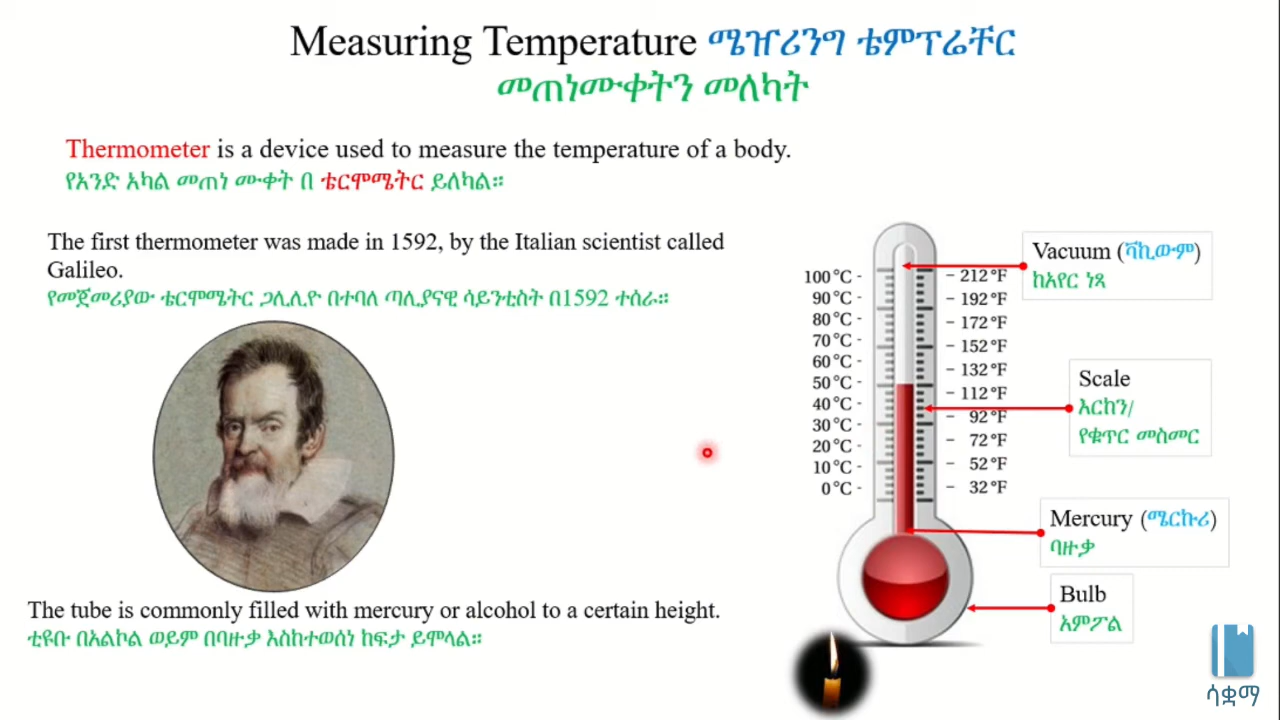 Measuring Temperature ሜዠሪንግ ቴምፕሬቸር
መጠነሙቀትን መለካት
Thermometer is a device used to measure the temperature of a body.
የአንድ አካል መጠነ ሙቀት በ ቴርሞሜትር ይለካል።
The first thermometer was made in 1592, by the Italian scientist called
Galileo.
የመጀመሪያው ቴርሞሜትር ጋሊሊዮ በተባለ ጣሊያናዊ ሳይንቲስት በ1592 ተሰራ።
100 °C - - 212 °F
90 °C - - 192 °F
80 °C - - 172 °F
70 °C - - 152 °F
60 °C - - 132 °F
50 °C - - 112 °F
40 °C - - 92 °F
30 °C - - 72 °F
20 °C - - 52 °F
10 °C - - 32 °F
0 °C -
Vacuum (ቫኪውም)
ከአየር ነጻ
Scale
እርከን/
የቁጥር መስመር
Mercury (ሜርኩሪ)
ባዙቃ
Bulb
አምፖል
The tube is commonly filled with mercury or alcohol to a certain height.
ቲዩቡ በአልኮል ወይም በባዙቃ እስከተወሰነ ከፍታ ይሞላል።
ሳቋማ